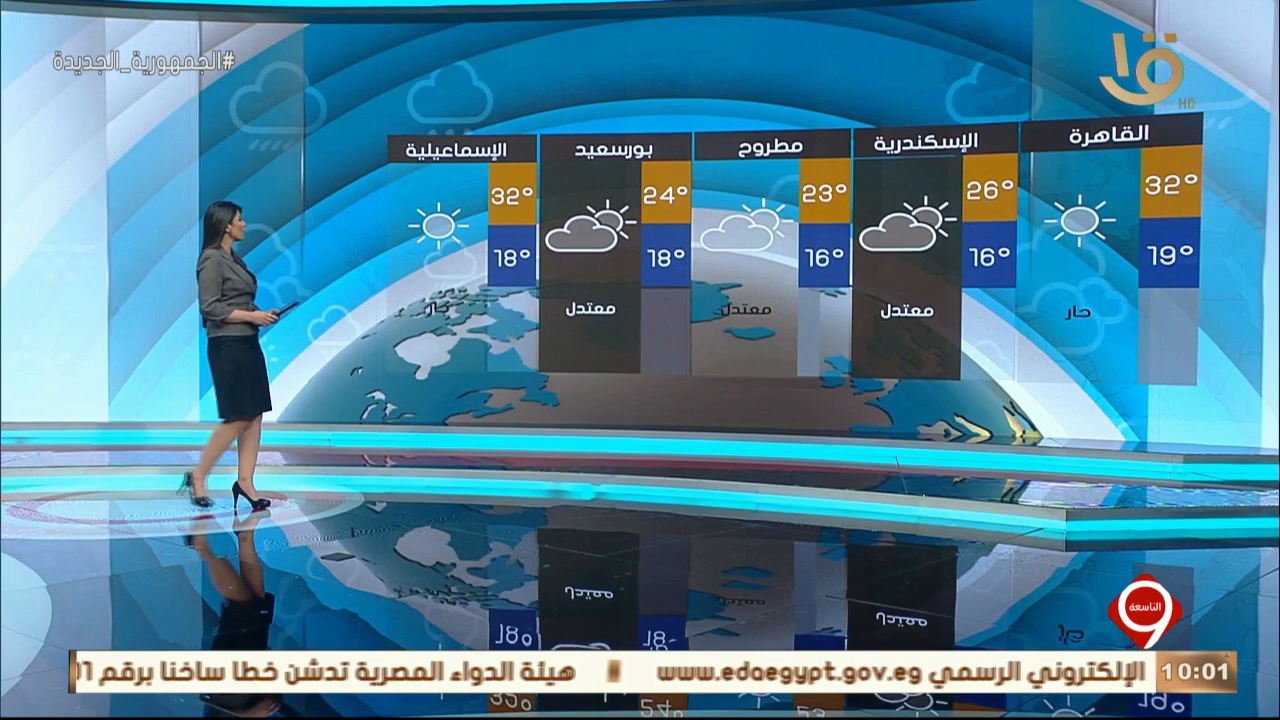 #الجمهورية_الجديدة
HD
القاهرة
32°
19°
حار
الإسكندرية
26°
16°
معتدل
مطروح
23°
16°
معتدل
بورسعيد
24°
18°
معتدل
الإسماعيلية
32°
18°
حار
التاسعة
9
10:01
الإلكتروني الرسمي www.edaegypt.gov.eg
هيئة الدواء المصرية تدشن خطا ساخنا برقم